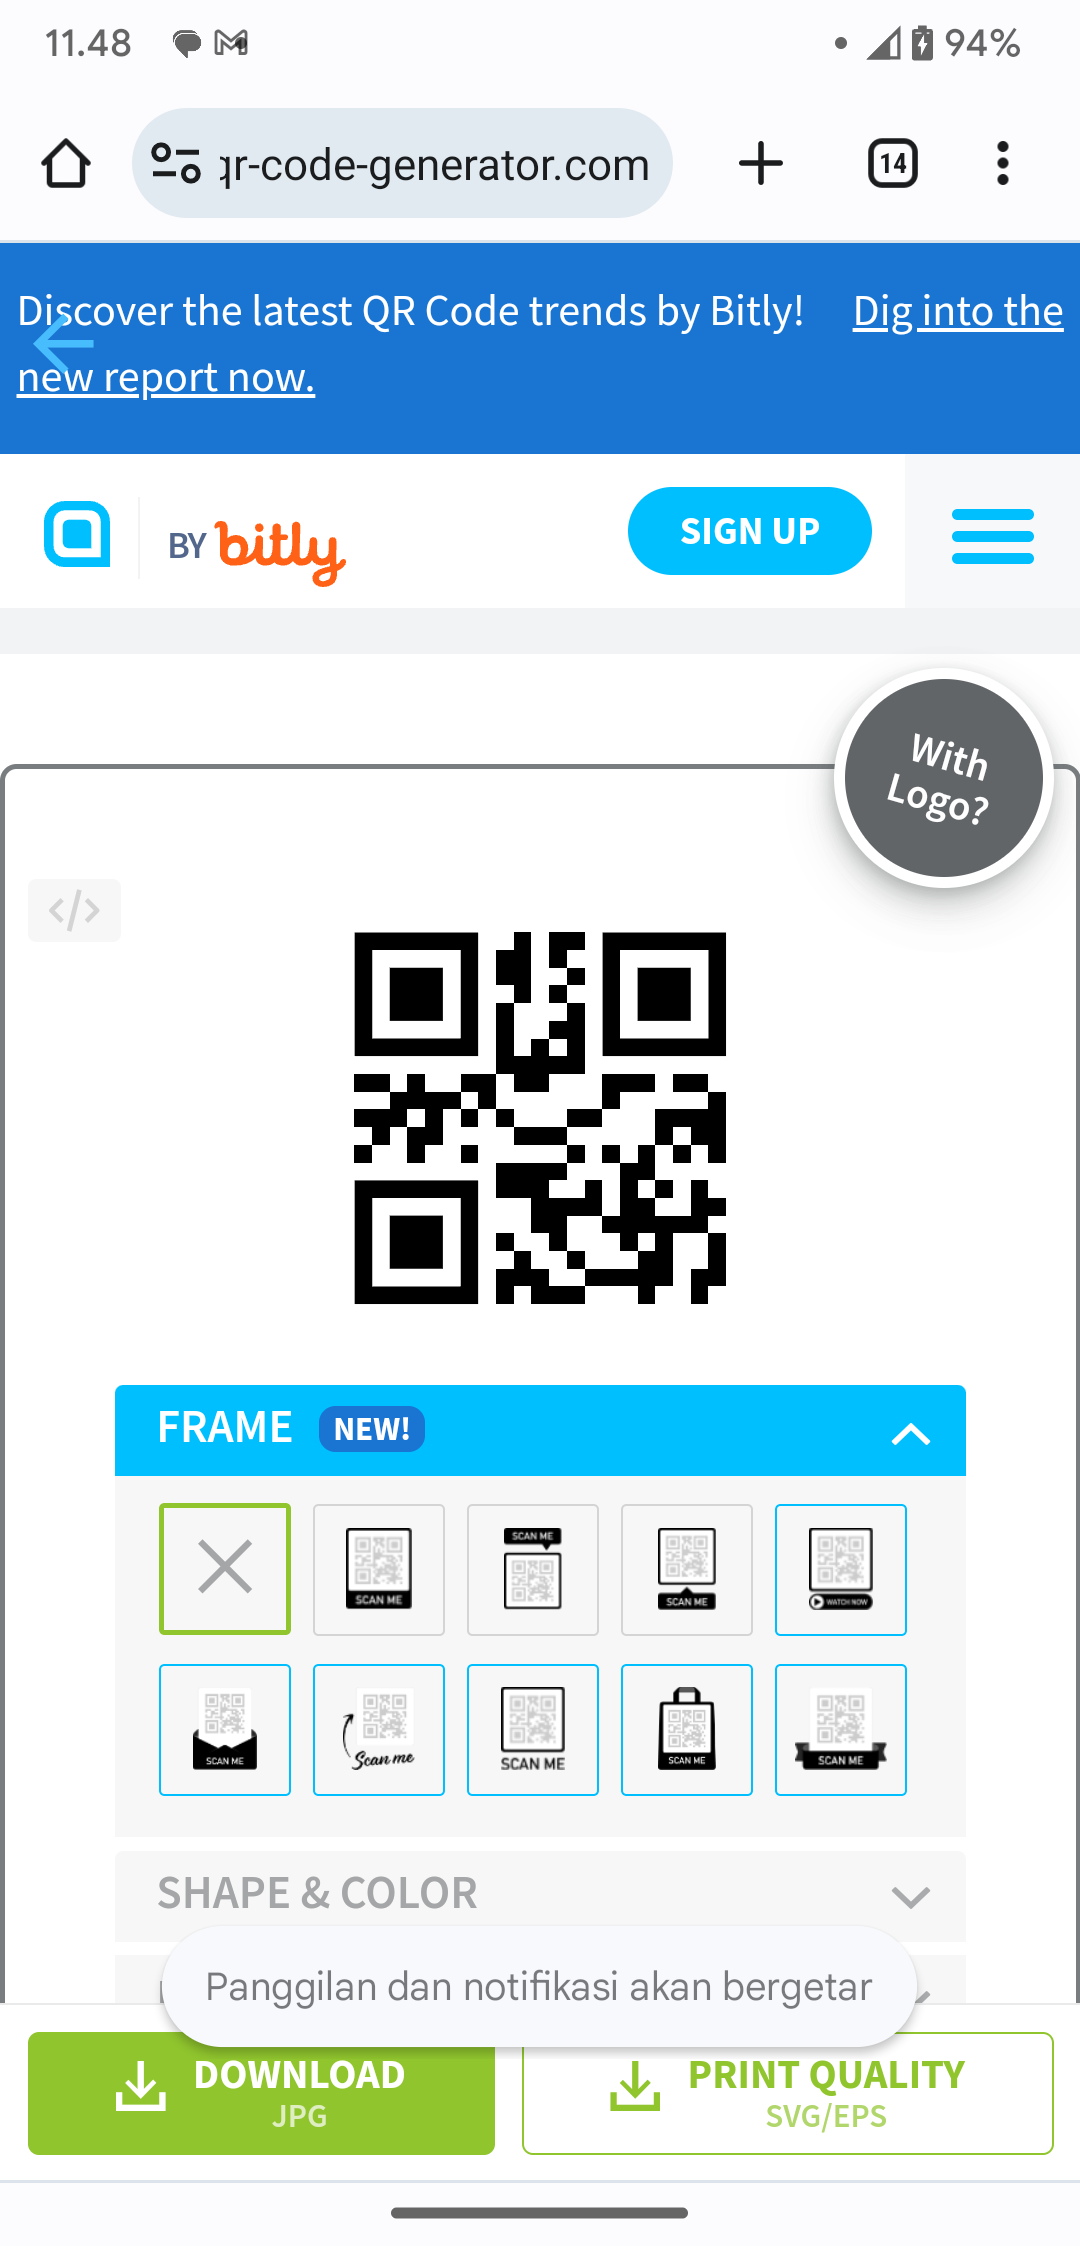 11.48
94%
qr-code-generator.com
14
Discover the latest QR Code trends by Bitly! Dig into the
new report now.
BY bitly
SIGN UP
With
Logo?
</>
FRAME NEW!
SCAN ME
SCAN ME
SCAN ME
WATCH NOW
SCAN ME
Scan me
SCAN ME
SCAN ME
SCAN ME
SHAPE & COLOR
Panggilan dan notifikasi akan bergetar
DOWNLOAD
JPG
PRINT QUALITY
SVG/EPS